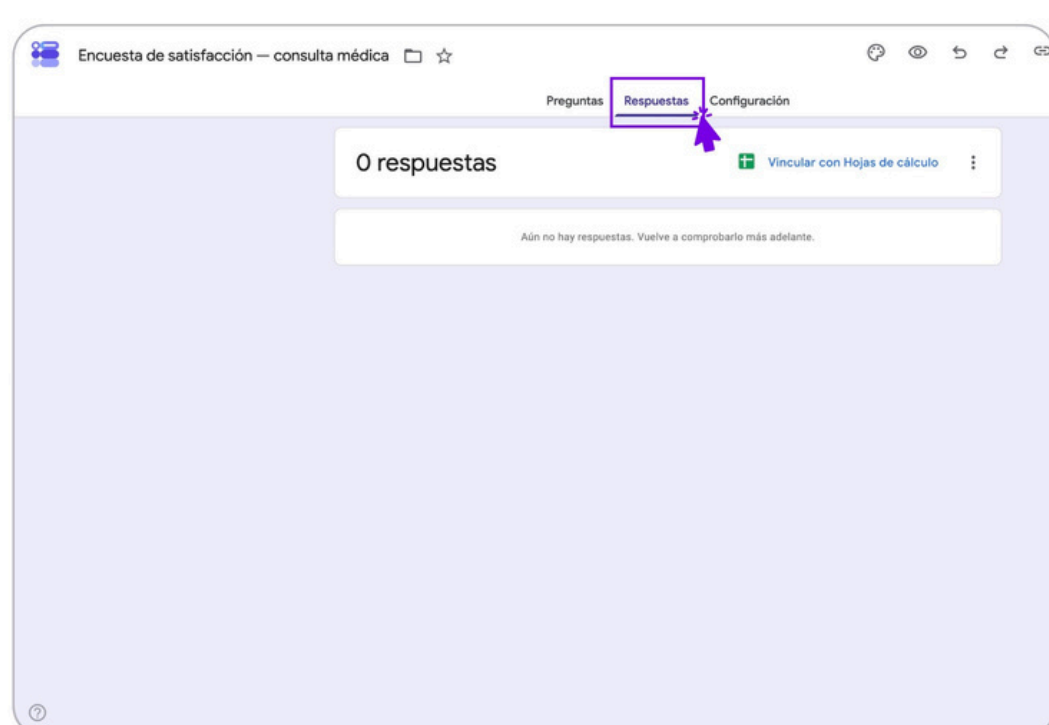 Encuesta de satisfacción — consulta médica
Preguntas Respuestas Configuración
0 respuestas
Vincular con Hojas de cálculo
Aún no hay respuestas. Vuelve a comprobarlo más adelante.